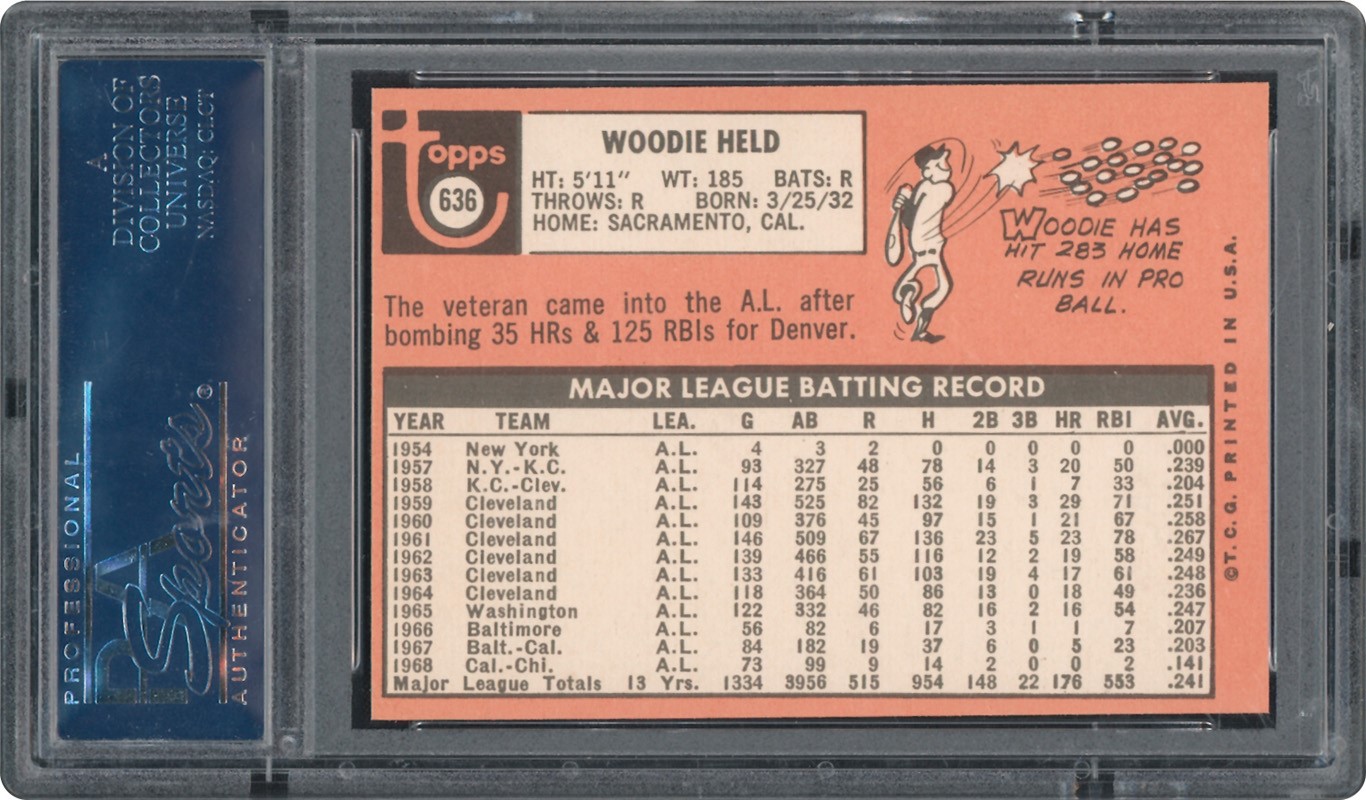 A
DIVISION OF
COLLECTORS
UNIVERSE
NASDAQ: CLCT
PROFESSIONAL
PSA
Sports®
AUTHENTICATOR
topps
636
WOODIE HELD
HT: 5'11" WT: 185 BATS: R
THROWS: R BORN: 3/25/32
HOME: SACRAMENTO, CAL.
The veteran came into the A.L. after
bombing 35 HRs & 125 RBIs for Denver.
WOODIE HAS
HIT 283 HOME
RUNS IN PRO
BALL.
MAJOR LEAGUE BATTING RECORD
YEAR TEAM LEA. G AB R H 2B 3B HR RBI AVG.
1954 New York A.L. 4 3 2 0 0 0 0 0 .000
1957 N.Y.-K.C. A.L. 93 327 48 78 14 3 20 50 .239
1958 K.C.-Clev. A.L. 114 275 25 56 6 1 7 33 .204
1959 Cleveland A.L. 143 525 82 132 19 3 29 71 .251
1960 Cleveland A.L. 109 376 45 97 15 1 21 67 .258
1961 Cleveland A.L. 146 509 67 136 23 5 23 78 .267
1962 Cleveland A.L. 139 466 55 116 12 2 19 58 .249
1963 Cleveland A.L. 133 416 61 103 19 4 17 61 .248
1964 Cleveland A.L. 118 364 50 86 13 0 18 49 .236
1965 Washington A.L. 122 332 46 82 16 2 16 54 .247
1966 Baltimore A.L. 56 82 6 17 3 1 1 7 .207
1967 Balt.-Cal. A.L. 84 182 19 37 6 0 5 23 .203
1968 Cal.-Chi. A.L. 73 99 9 14 2 0 0 2 .141
Major League Totals 13 Yrs. 1334 3956 515 954 148 22 176 553 .241
©T.C.G. PRINTED IN U.S.A.